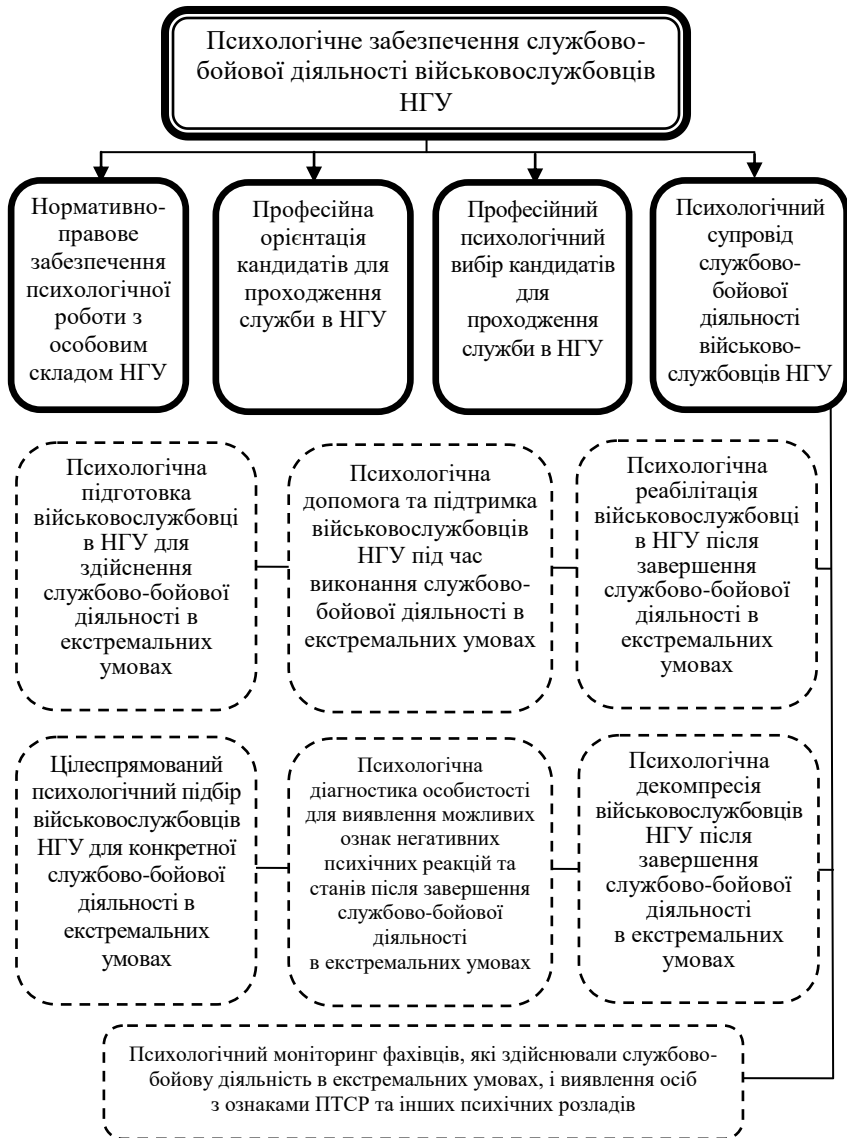 Психологічне забезпечення службово-
бойової діяльності військовослужбовців
НГУ
Нормативно-
правове
забезпечення
психологічної
роботи з
особовим
складом НГУ
Професійна
орієнтація
кандидатів для
проходження
служби в НГУ
Професійний
психологічний
вибір кандидатів
для
проходження
служби в НГУ
Психологічний
супровід
службово-
бойової
діяльності
військово-
службовців НГУ
Психологічна
підготовка
військовослужбовці
в НГУ для
здійснення
службово-бойової
діяльності в
екстремальних
умовах
Психологічна
допомога та підтримка
військовослужбовців
НГУ під час
виконання службово-
бойової діяльності в
екстремальних умовах
Психологічна
реабілітація
військовослужбовці
в НГУ після
завершення
службово-бойової
діяльності в
екстремальних
умовах
Цілеспрямований
психологічний підбір
військовослужбовців
НГУ для конкретної
службово-бойової
діяльності в
екстремальних
умовах
Психологічна
діагностика особистості
для виявлення можливих
ознак негативних
психічних реакцій та
станів після завершення
службово-бойової
діяльності
в екстремальних умовах
Психологічна
декомпресія
військовослужбовців
НГУ після
завершення
службово-бойової
діяльності
в екстремальних
умовах
Психологічний моніторинг фахівців, які здійснювали службово-
бойову діяльність в екстремальних умовах, і виявлення осіб
з ознаками ПТСР та інших психічних розладів